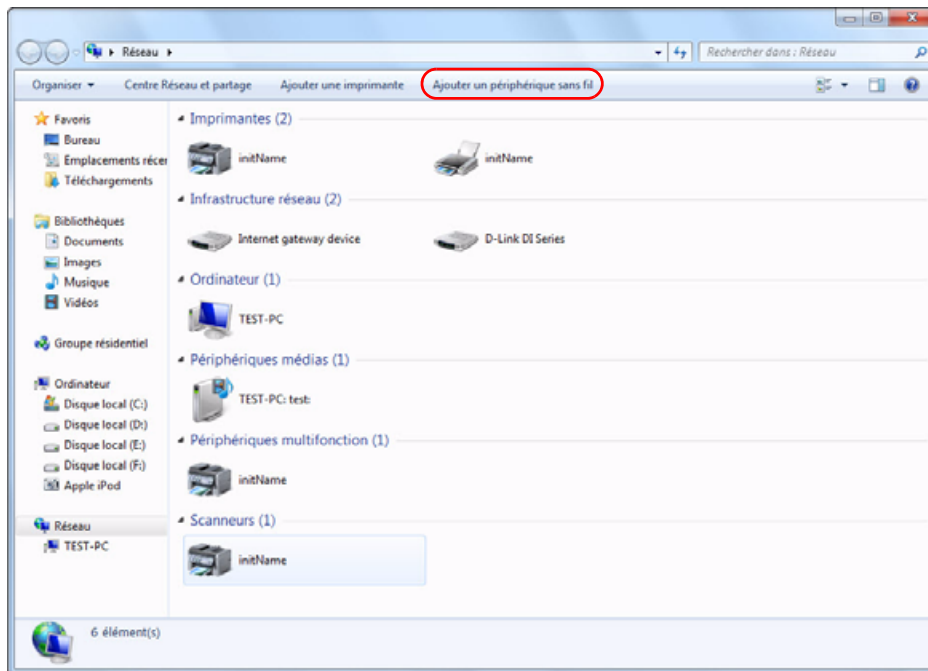 Réseau
Rechercher dans : Réseau
Organiser
Centre Réseau et partage
Ajouter une imprimante
Ajouter un périphérique sans fil
Favoris
Bureau
Emplacements récer
Téléchargements
Bibliothèques
Documents
Images
Musique
Vidéos
Groupe résidentiel
Ordinateur
Disque local (C:)
Disque local (D:)
Disque local (E:)
Disque local (F:)
Apple iPod
Réseau
TEST-PC
Imprimantes (2)
initName
initName
Infrastructure réseau (2)
Internet gateway device
D-Link DI Series
Ordinateur (1)
TEST-PC
Périphériques médias (1)
TEST-PC: test:
Périphériques multifonction (1)
initName
Scanneurs (1)
initName
6 élément(s)